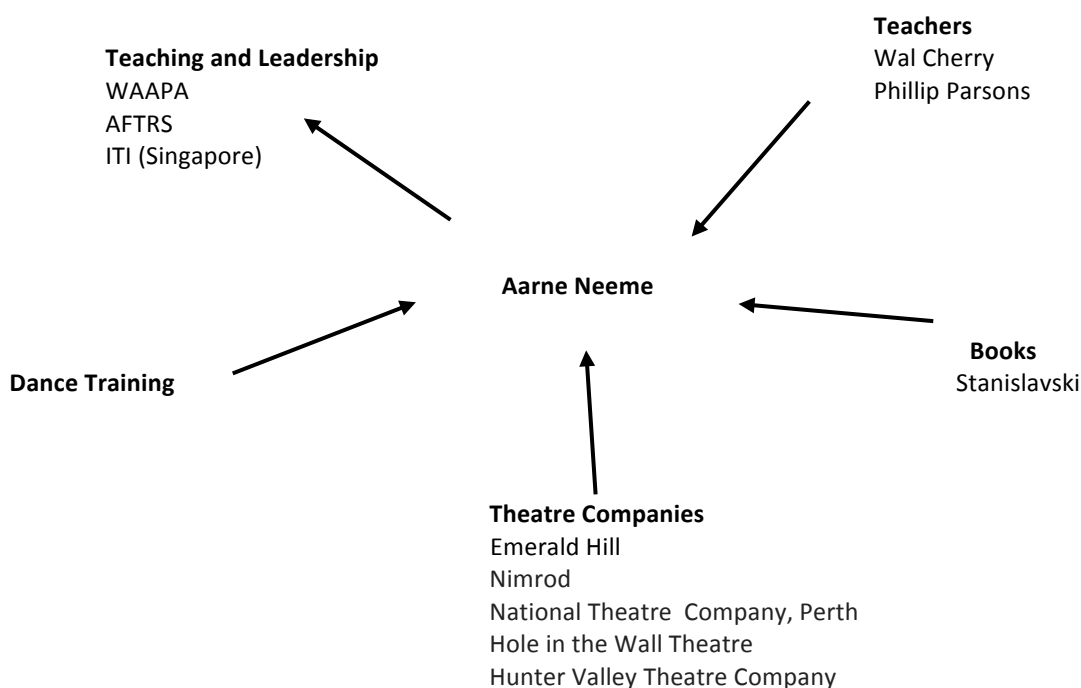 Teaching and Leadership
WAAPA
AFTRS
ITI (Singapore)
Teachers
Wal Cherry
Phillip Parsons
Aarne Neeme
Dance Training
Books
Stanislavski
Theatre Companies
Emerald Hill
Nimrod
National Theatre Company, Perth
Hole in the Wall Theatre
Hunter Valley Theatre Company